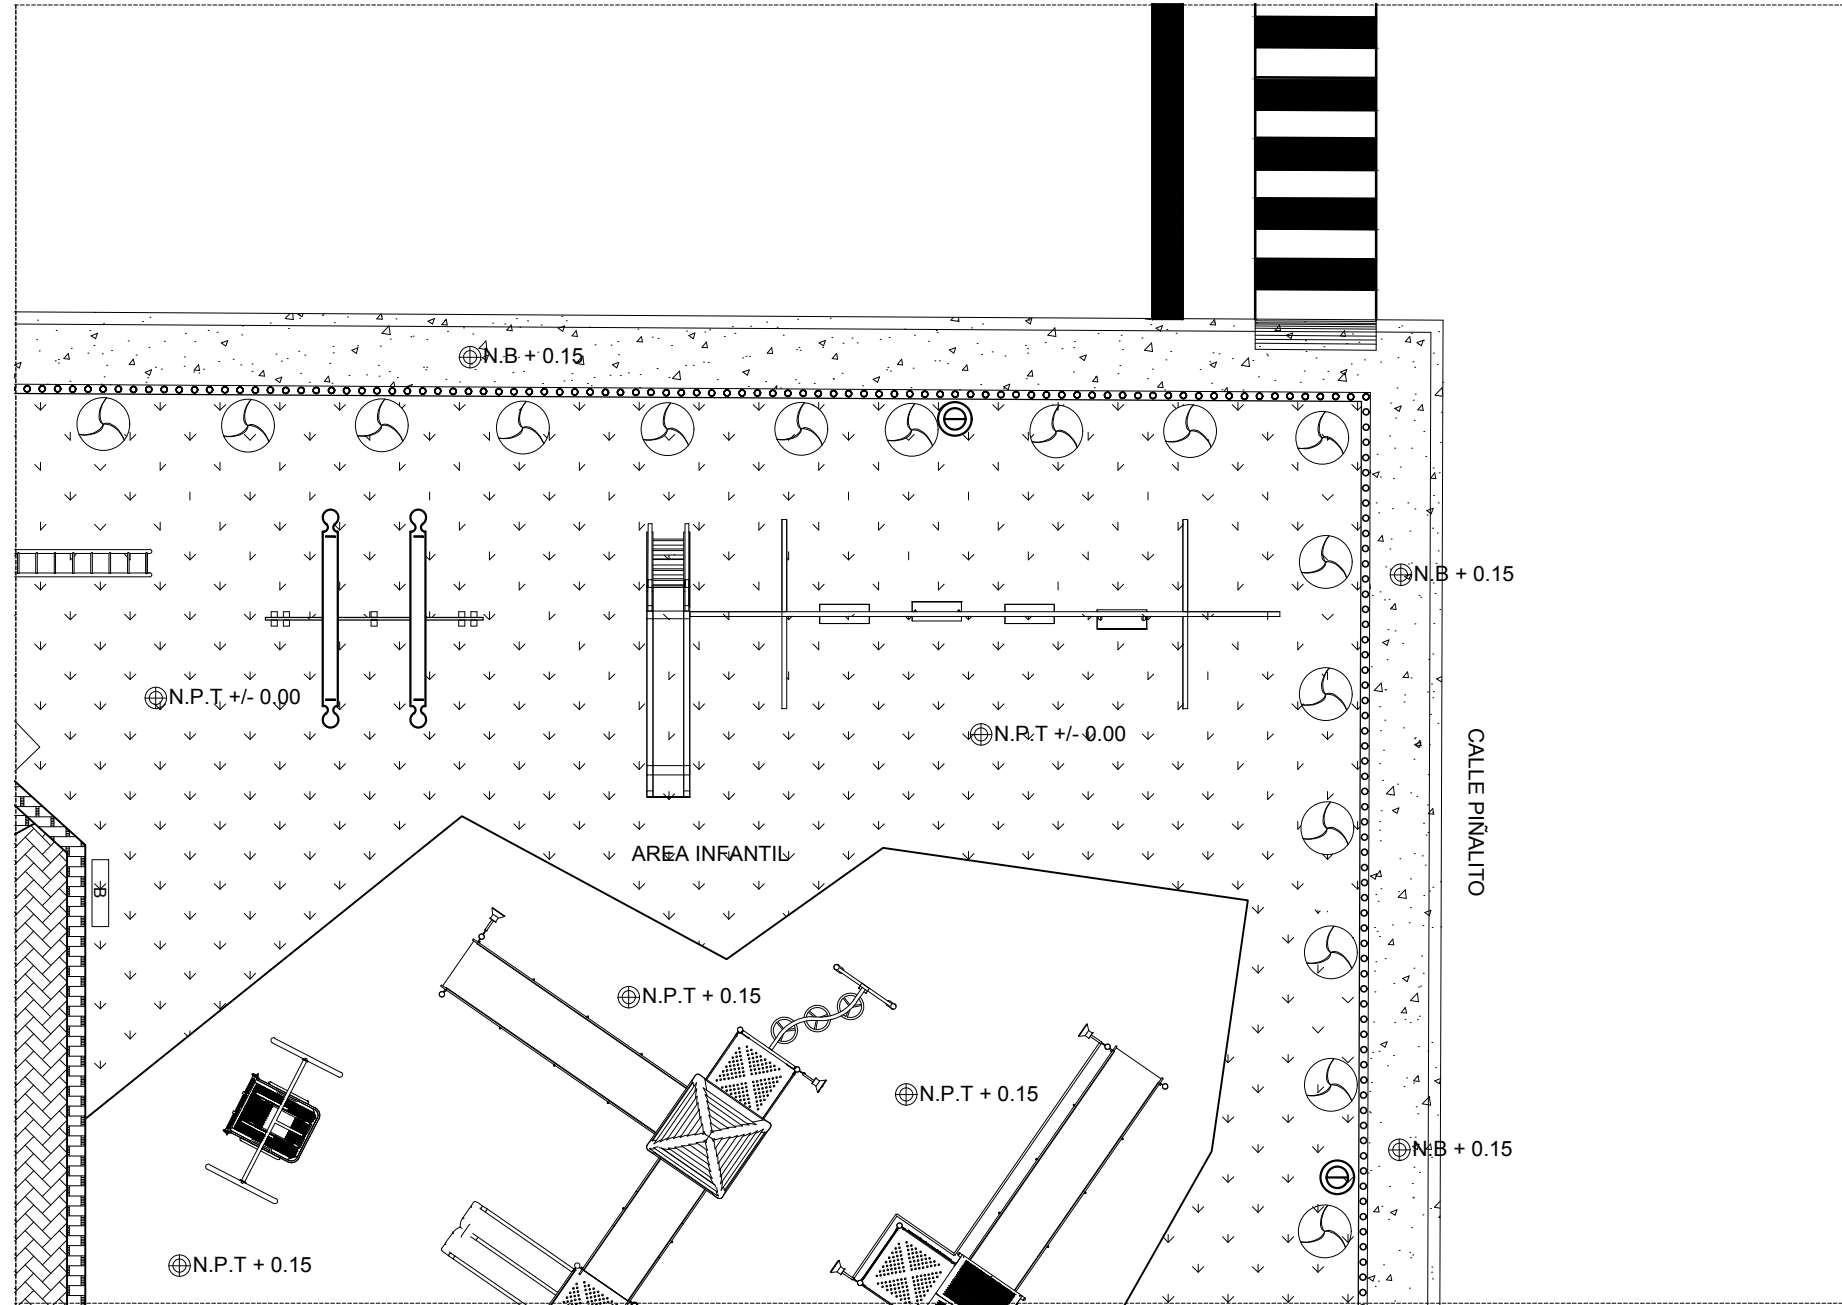 N.B + 0.15
N.B + 0.15
N.P.T +/- 0.00
N.P.T +/- 0.00
CALLE PIÑALITO
AREA INFANTIL
B
N.P.T + 0.15
N.P.T + 0.15
N.B + 0.15
N.P.T + 0.15